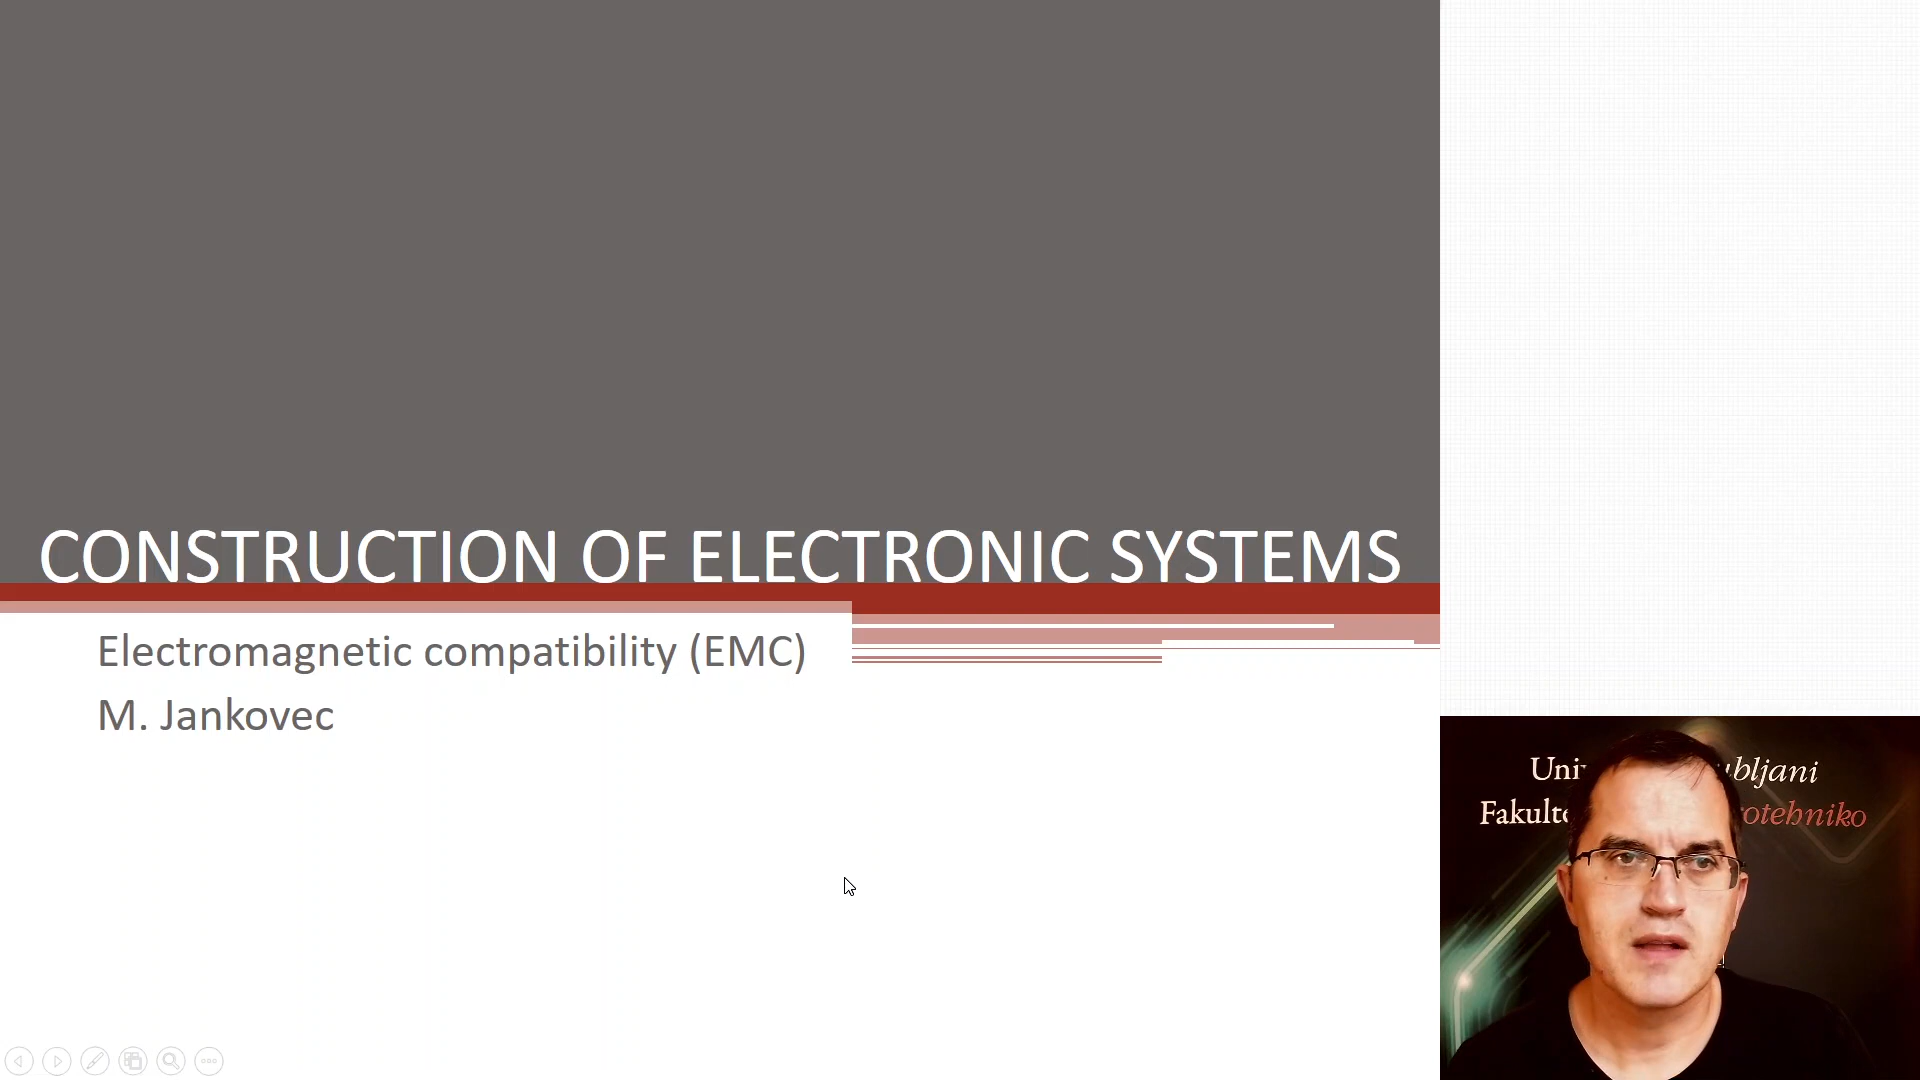 CONSTRUCTION OF ELECTRONIC SYSTEMS
Electromagnetic compatibility (EMC)
M. Jankovec